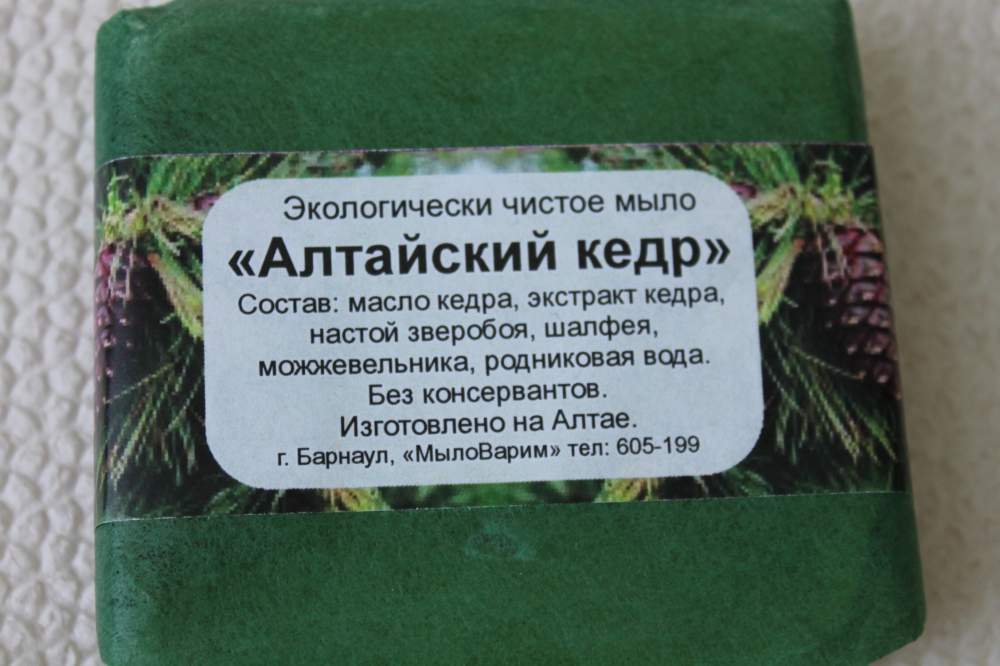 Экологически чистое мыло
«Алтайский кедр»
Состав: масло кедра, экстракт кедра,
настой зверобоя, шалфея,
можжевельника, родниковая вода.
Без консервантов.
Изготовлено на Алтае.
г. Барнаул, «МылоВарим» тел: 605-199